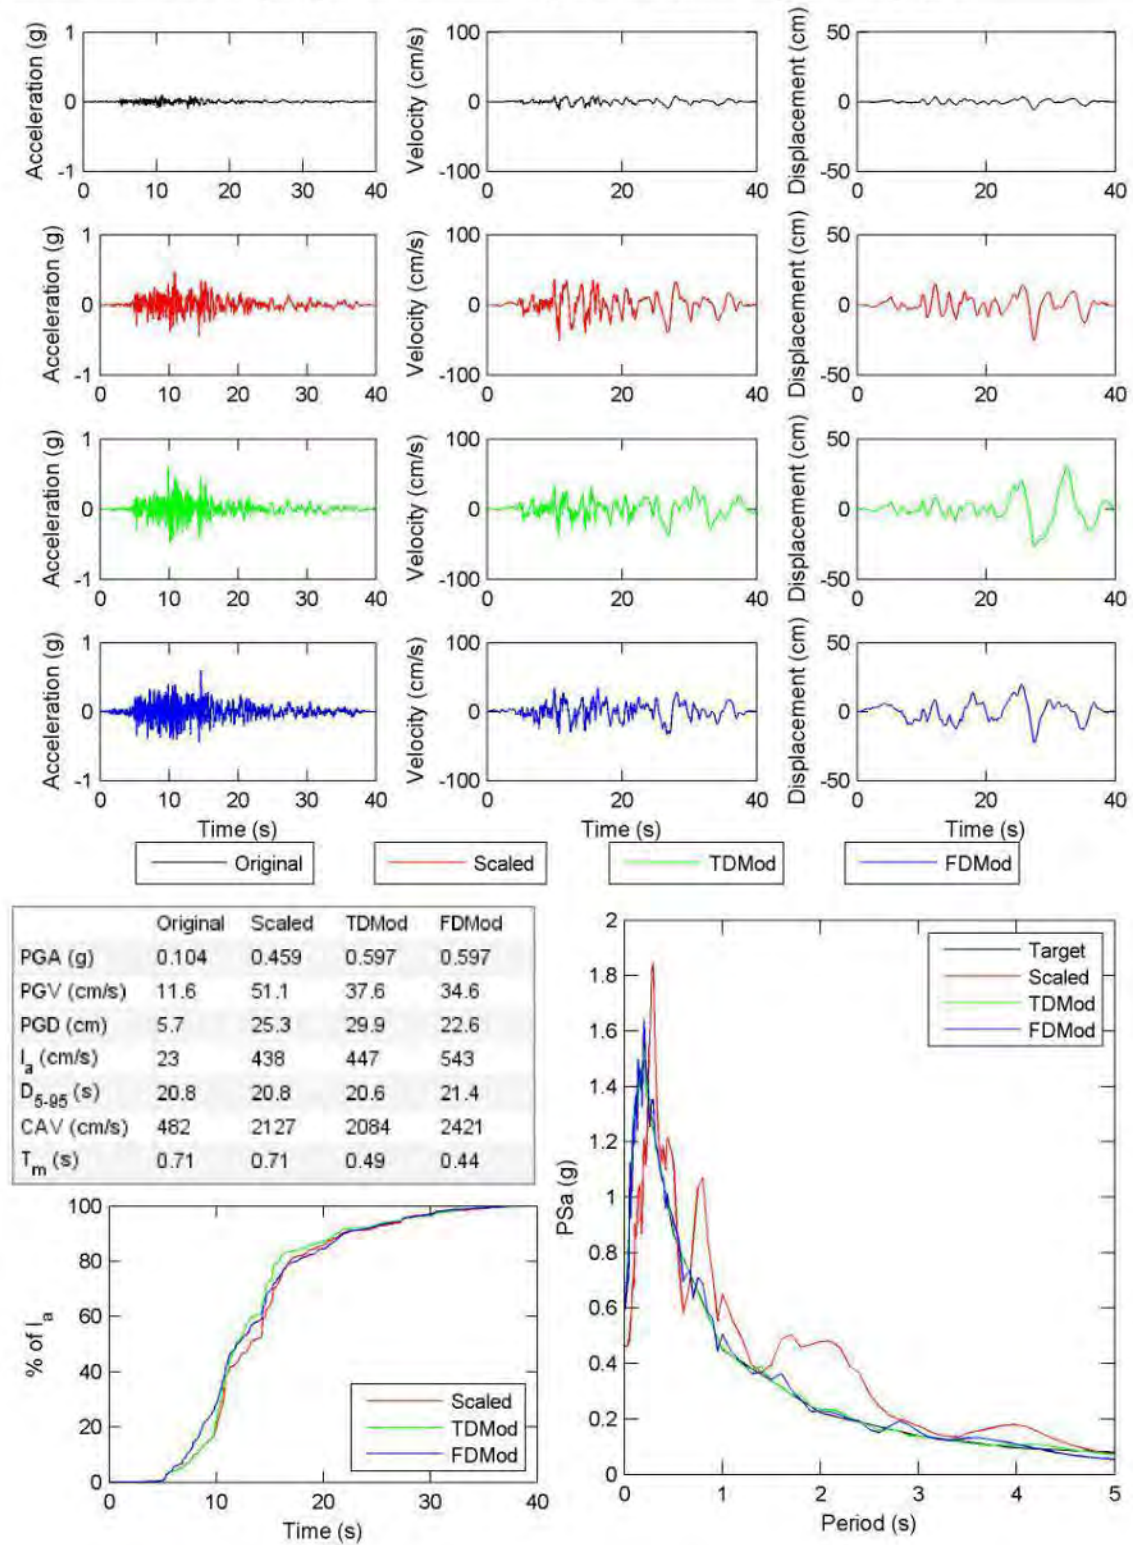 Acceleration (g)
1
0
-1
0 10 20 30 40
Velocity (cm/s)
100
0
-100
0 20 40
Displacement (cm)
50
0
-50
0 20 40
Acceleration (g)
1
0
-1
0 10 20 30 40
Velocity (cm/s)
100
0
-100
0 20 40
Displacement (cm)
50
0
-50
0 20 40
Acceleration (g)
1
0
-1
0 10 20 30 40
Velocity (cm/s)
100
0
-100
0 20 40
Displacement (cm)
50
0
-50
0 20 40
Acceleration (g)
1
0
-1
0 10 20 30 40
Time (s)
Velocity (cm/s)
100
0
-100
0 20 40
Time (s)
Displacement (cm)
50
0
-50
0 20 40
Time (s)
Original Scaled TDMod FDMod
Original Scaled TDMod FDMod
PGA (g) 0.104 0.459 0.597 0.597
PGV (cm/s) 11.6 51.1 37.6 34.6
PGD (cm) 5.7 25.3 29.9 22.6
Ia (cm/s) 23 438 447 543
D5-95 (s) 20.8 20.8 20.6 21.4
CAV (cm/s) 482 2127 2084 2421
Tm (s) 0.71 0.71 0.49 0.44
% of Ia
100
80
60
40
20
0
0 10 20 30 40
Time (s)
Scaled
TDMod
FDMod
PSa (g)
2
1.8
1.6
1.4
1.2
1
0.8
0.6
0.4
0.2
0
0 1 2 3 4 5
Period (s)
Target
Scaled
TDMod
FDMod